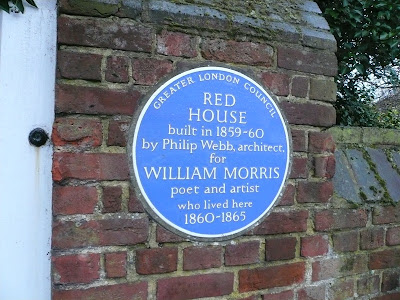 GREATER LONDON COUNCIL
RED
HOUSE
built in 1859-60
by Philip Webb, architect,
for
WILLIAM MORRIS
poet and artist
who lived here
1860-1865